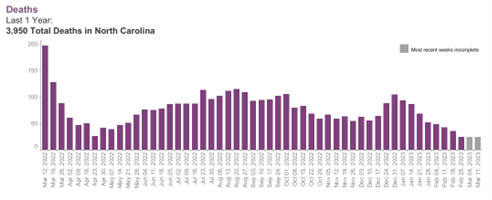 Deaths
Last 1 Year:
3,950 Total Deaths in North Carolina
Most recent weeks incomplete
200
150
100
50
0
Mar 12, 2022
Mar 19, 2022
Mar 26, 2022
Apr 02, 2022
Apr 09, 2022
Apr 16, 2022
Apr 23, 2022
Apr 30, 2022
May 07, 2022
May 14, 2022
May 21, 2022
May 28, 2022
Jun 04, 2022
Jun 11, 2022
Jun 18, 2022
Jun 25, 2022
Jul 02, 2022
Jul 09, 2022
Jul 16, 2022
Jul 23, 2022
Jul 30, 2022
Aug 06, 2022
Aug 13, 2022
Aug 20, 2022
Aug 27, 2022
Sep 03, 2022
Sep 10, 2022
Sep 17, 2022
Sep 24, 2022
Oct 01, 2022
Oct 08, 2022
Oct 15, 2022
Oct 22, 2022
Oct 29, 2022
Nov 05, 2022
Nov 12, 2022
Nov 19, 2022
Nov 26, 2022
Dec 03, 2022
Dec 10, 2022
Dec 17, 2022
Dec 24, 2022
Dec 31, 2022
Jan 07, 2023
Jan 14, 2023
Jan 21, 2023
Jan 28, 2023
Feb 04, 2023
Feb 11, 2023
Feb 18, 2023
Feb 25, 2023
Mar 04, 2023
Mar 11, 2023